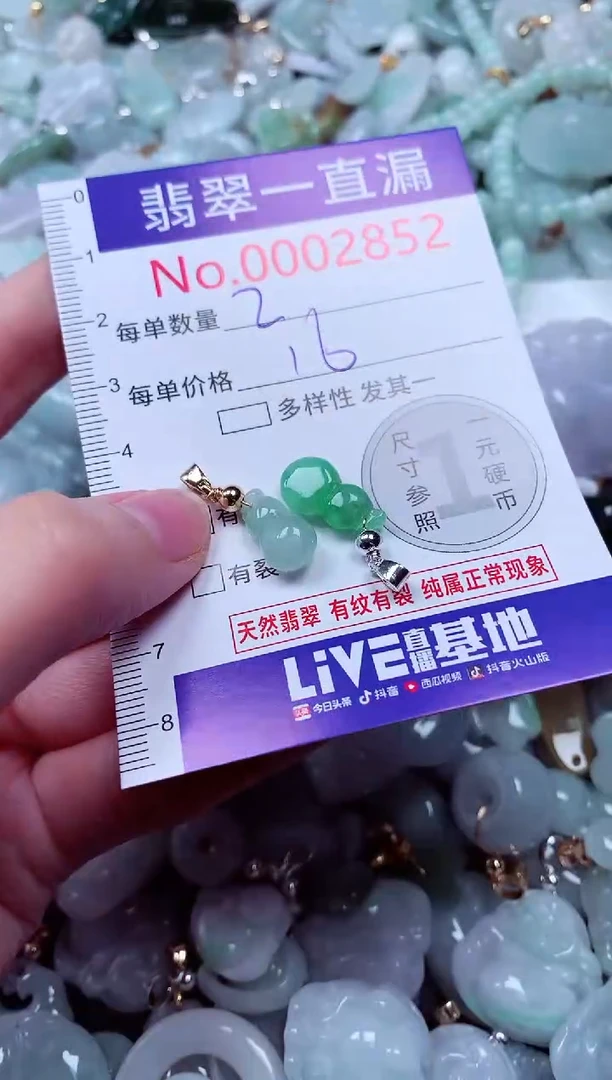 0
翡翠一直漏
1
No.0002852
2
每单数量 2
3
每单价格 16
多样性 发其一
4
尺寸参照
1
一元硬币
有
有裂
天然翡翠 有纹有裂 纯属正常现象
7
LiVE直播基地
今日头条 抖音 西瓜视频 抖音火山版
8